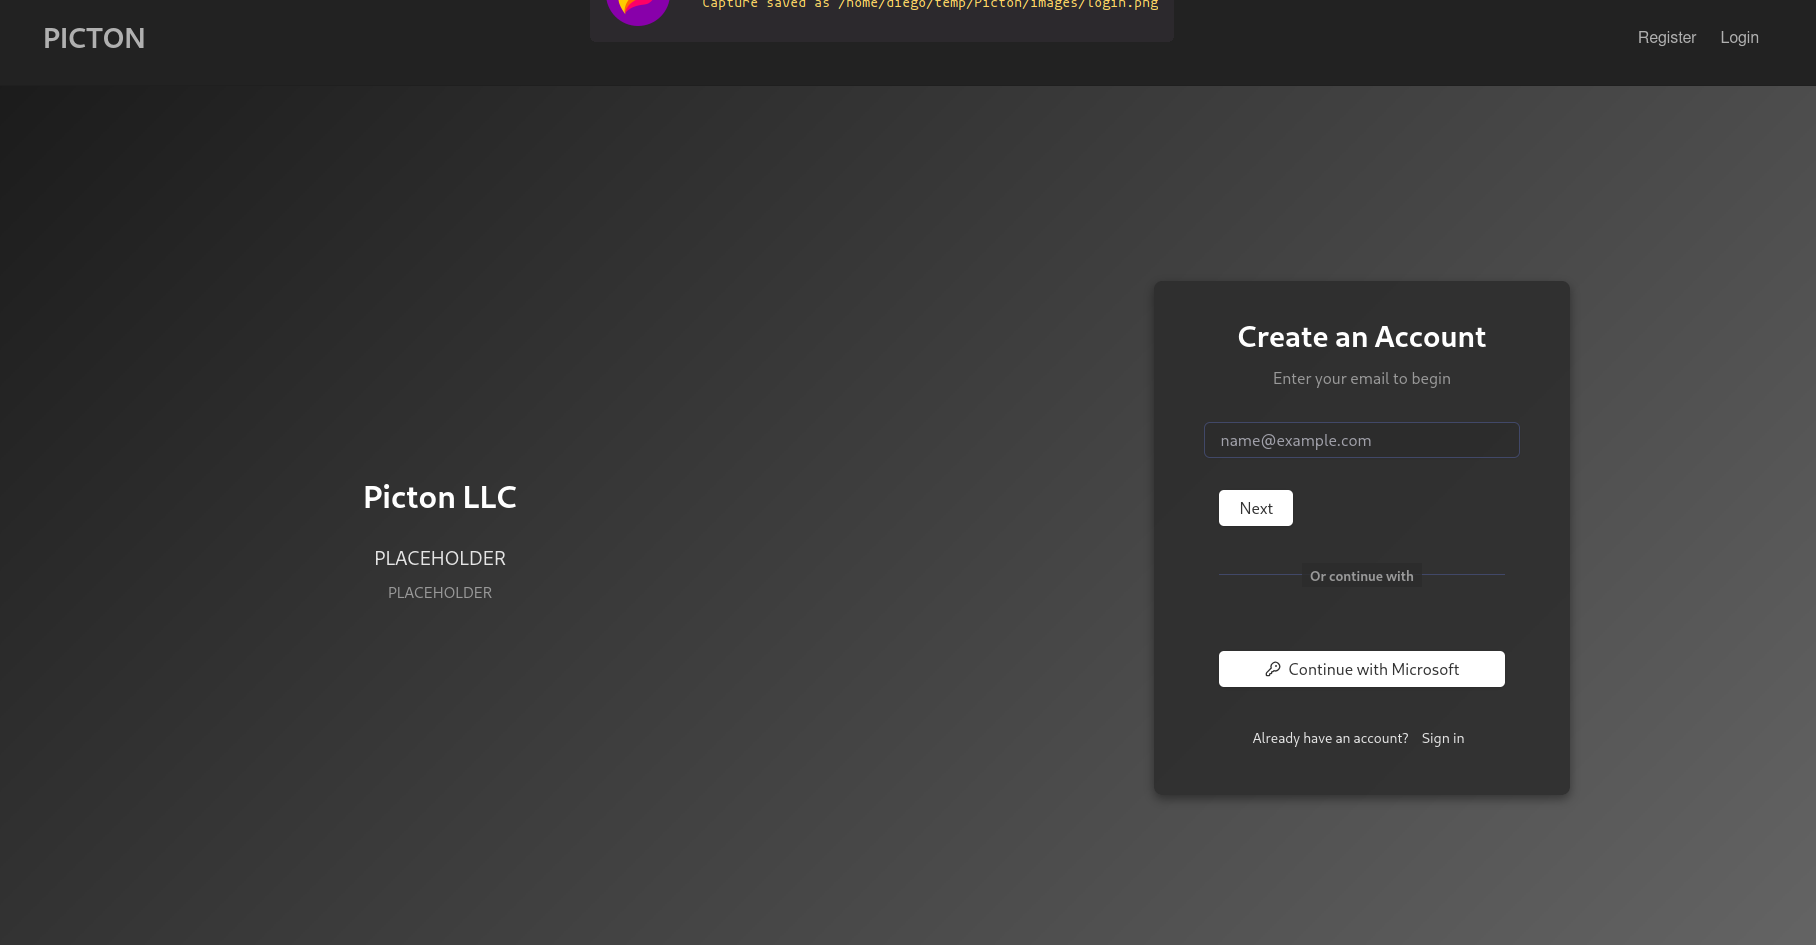 Capture saved as /home/diego/temp/Picton/images/login.png
PICTON
Register Login
Picton LLC
PLACEHOLDER
PLACEHOLDER
Create an Account
Enter your email to begin
name@example.com
Next
Or continue with
Continue with Microsoft
Already have an account? Sign in